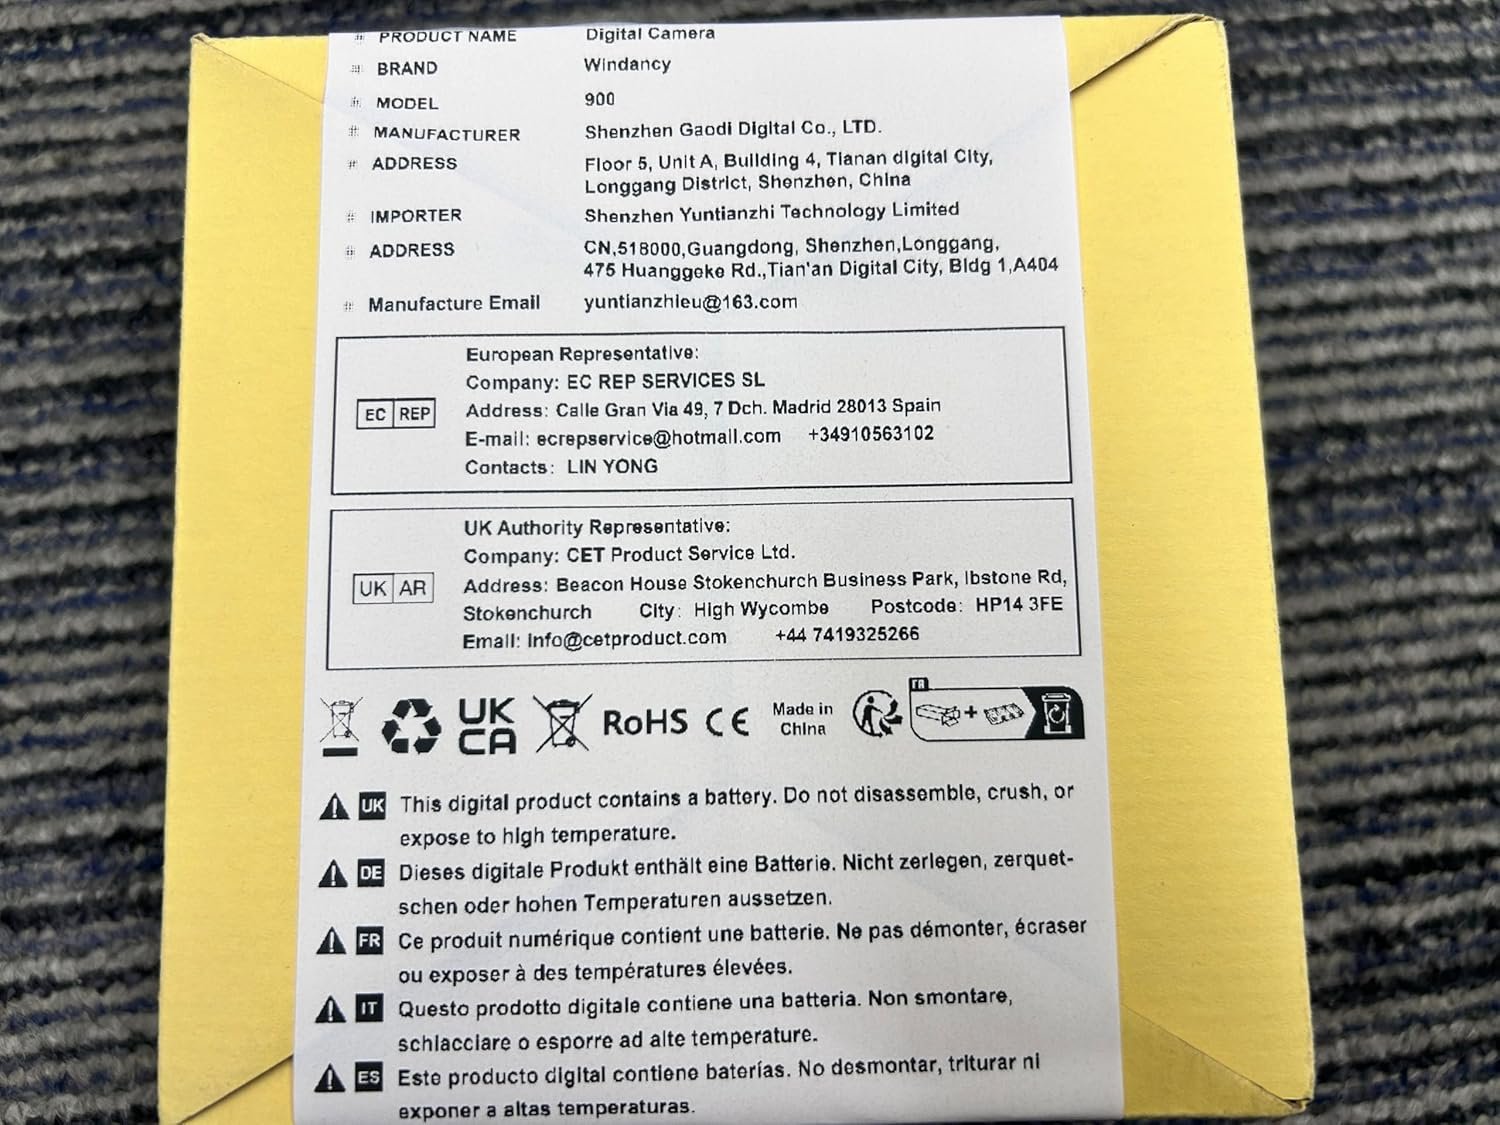 # PRODUCT NAME Digital Camera
# BRAND Windancy
# MODEL 900
# MANUFACTURER Shenzhen Gaodi Digital Co., LTD.
# ADDRESS Floor 5, Unit A, Building 4, Tianan digital City,
Longgang District, Shenzhen, China
# IMPORTER Shenzhen Yuntianzhi Technology Limited
# ADDRESS CN,518000,Guangdong, Shenzhen,Longgang,
475 Huanggeke Rd.,Tian'an Digital City, Bldg 1,A404
# Manufacture Email yuntianzhieu@163.com
European Representative:
Company: EC REP SERVICES SL
EC REP
Address: Calle Gran Via 49, 7 Dch. Madrid 28013 Spain
E-mail: ecrepservice@hotmail.com +34910563102
Contacts: LIN YONG
UK Authority Representative:
Company: CET Product Service Ltd.
UK AR
Address: Beacon House Stokenchurch Business Park, Ibstone Rd,
Stokenchurch City: High Wycombe Postcode: HP14 3FE
Email: info@cetproduct.com +44 7419325266
UK
CA
RoHS CE
Made in
China
FR
+
UK This digital product contains a battery. Do not disassemble, crush, or
expose to high temperature.
DE Dieses digitale Produkt enthält eine Batterie. Nicht zerlegen, zerquet-
schen oder hohen Temperaturen aussetzen.
FR Ce produit numérique contient une batterie. Ne pas démonter, écraser
ou exposer à des températures élevées.
IT Questo prodotto digitale contiene una batteria. Non smontare,
schiacciare o esporre ad alte temperature.
ES Este producto digital contiene baterías. No desmontar, triturar ni
exponer a altas temperaturas.